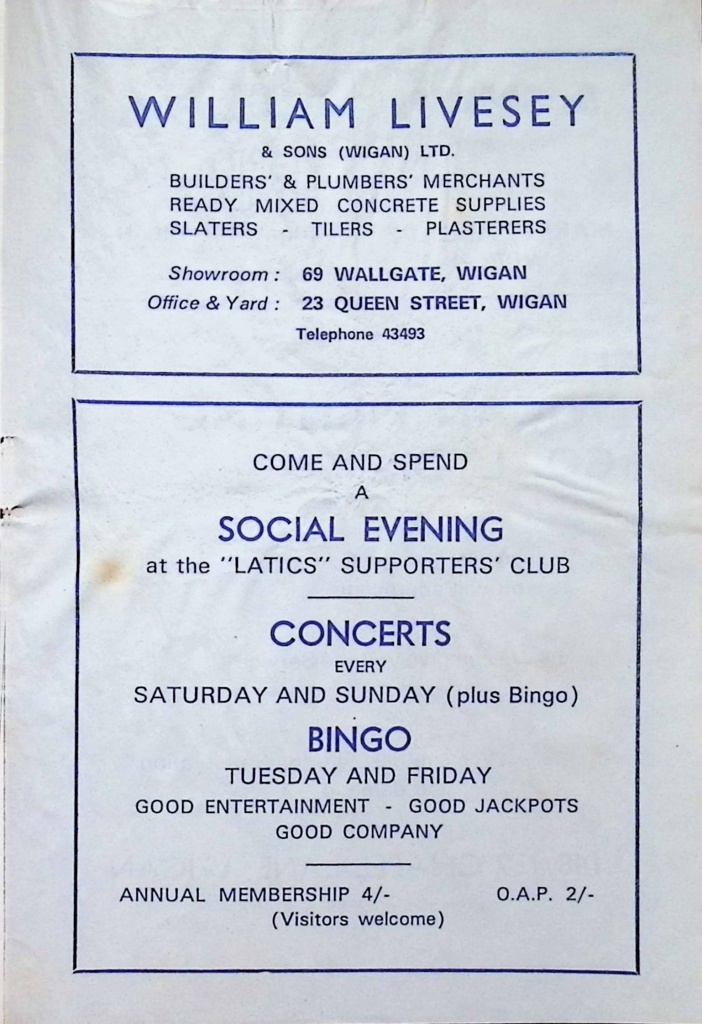 WILLIAM LIVESEY
& SONS (WIGAN) LTD.
BUILDERS' & PLUMBERS' MERCHANTS
READY MIXED CONCRETE SUPPLIES
SLATERS - TILERS - PLASTERERS
Showroom : 69 WALLGATE, WIGAN
Office & Yard : 23 QUEEN STREET, WIGAN
Telephone 43493
COME AND SPEND
A
SOCIAL EVENING
at the "LATICS" SUPPORTERS' CLUB
CONCERTS
EVERY
SATURDAY AND SUNDAY (plus Bingo)
BINGO
TUESDAY AND FRIDAY
GOOD ENTERTAINMENT - GOOD JACKPOTS
GOOD COMPANY
ANNUAL MEMBERSHIP 4/- O.A.P. 2/-
(Visitors welcome)